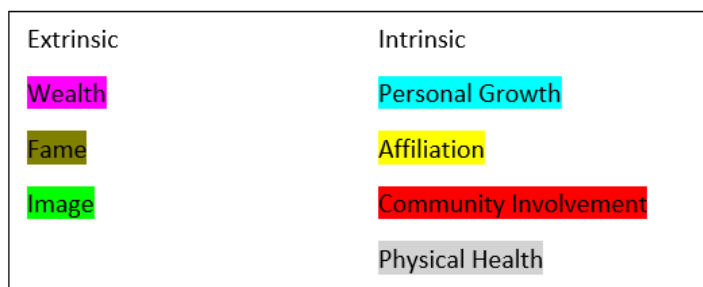 Extrinsic Intrinsic
Wealth Personal Growth
Fame Affiliation
Image Community Involvement
Physical Health